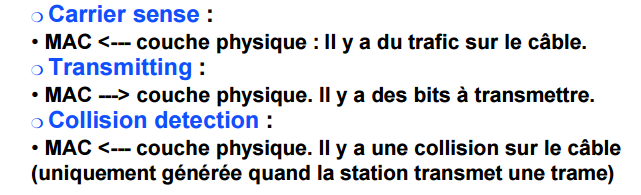 ❍ Carrier sense :
• MAC <--- couche physique : Il y a du trafic sur le câble.
❍ Transmitting :
• MAC ---> couche physique. Il y a des bits à transmettre.
❍ Collision detection :
• MAC <--- couche physique. Il y a une collision sur le câble
(uniquement générée quand la station transmet une trame)